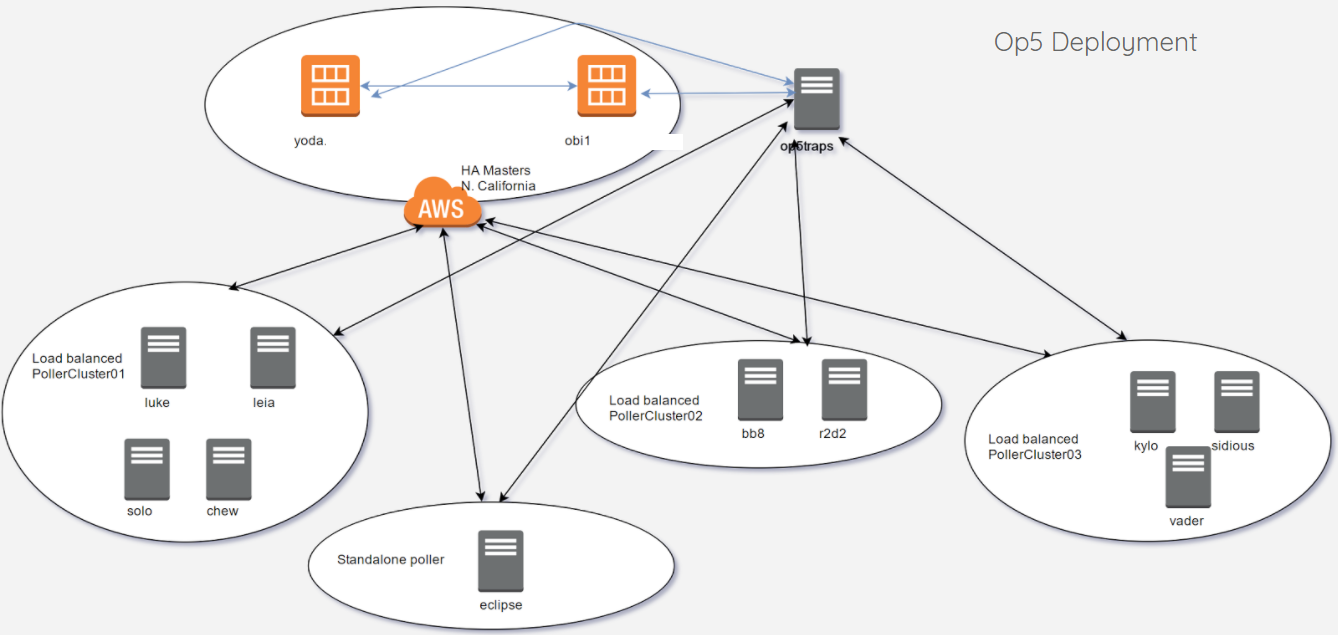 Op5 Deployment
yoda.
obi1
op5traps
HA Masters
N. California
AWS
Load balanced
PollerCluster01
luke
leia
solo
chew
Standalone poller
eclipse
Load balanced
PollerCluster02
bb8
r2d2
Load balanced
PollerCluster03
kylo
sidious
vader